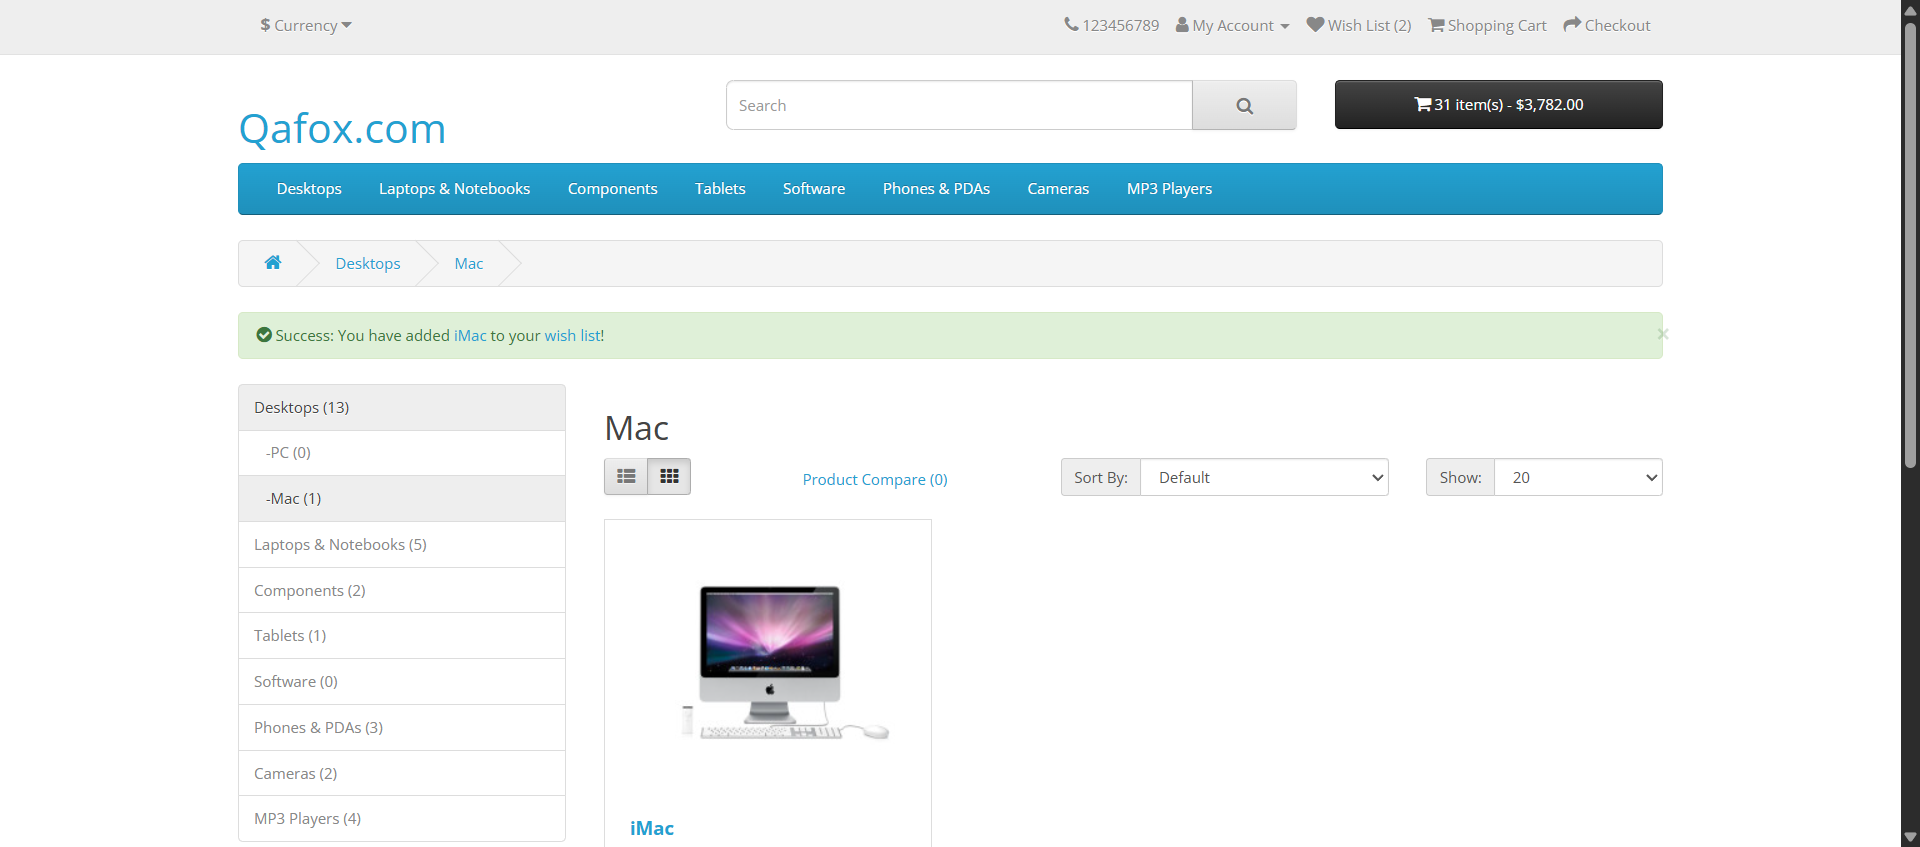 $ Currency
123456789 My Account Wish List (2) Shopping Cart Checkout
Search
31 item(s) - $3,782.00
Qafox.com
Desktops Laptops & Notebooks Components Tablets Software Phones & PDAs Cameras MP3 Players
Desktops Mac
Success: You have added iMac to your wish list!
×
Desktops (13)
-PC (0)
-Mac (1)
Laptops & Notebooks (5)
Components (2)
Tablets (1)
Software (0)
Phones & PDAs (3)
Cameras (2)
MP3 Players (4)
Mac
Product Compare (0)
Sort By: Default
Show: 20
iMac